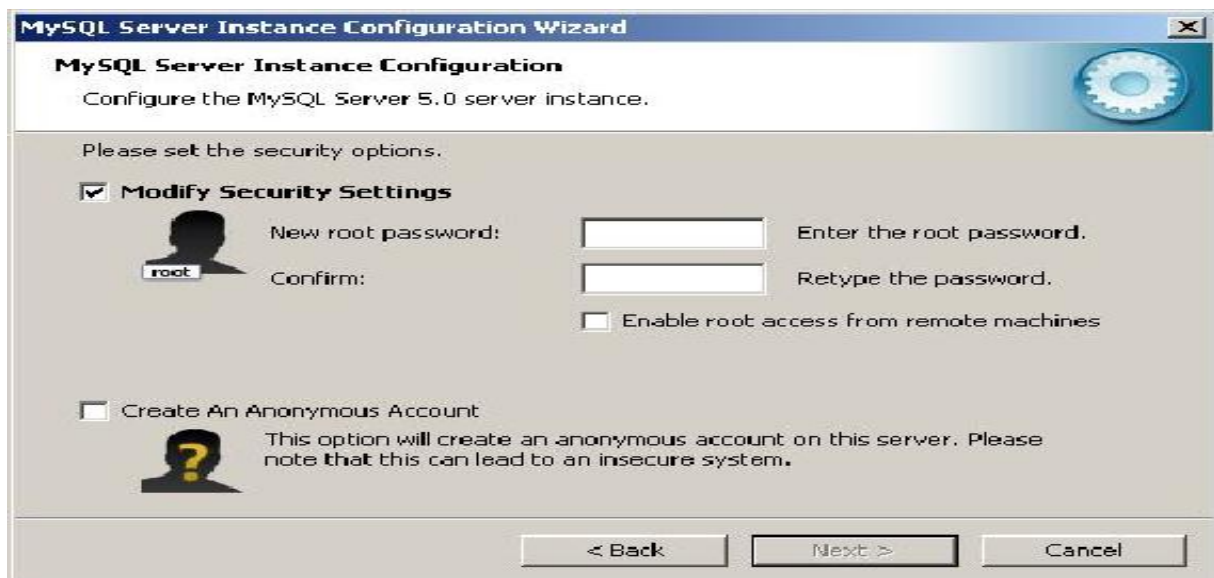 MySQL Server Instance Configuration Wizard
MySQL Server Instance Configuration
Configure the MySQL Server 5.0 server instance.
Please set the security options.
Modify Security Settings
root
New root password:
Enter the root password.
Confirm:
Retype the password.
Enable root access from remote machines
Create An Anonymous Account
?
This option will create an anonymous account on this server. Please
note that this can lead to an insecure system.
< Back
Next >
Cancel